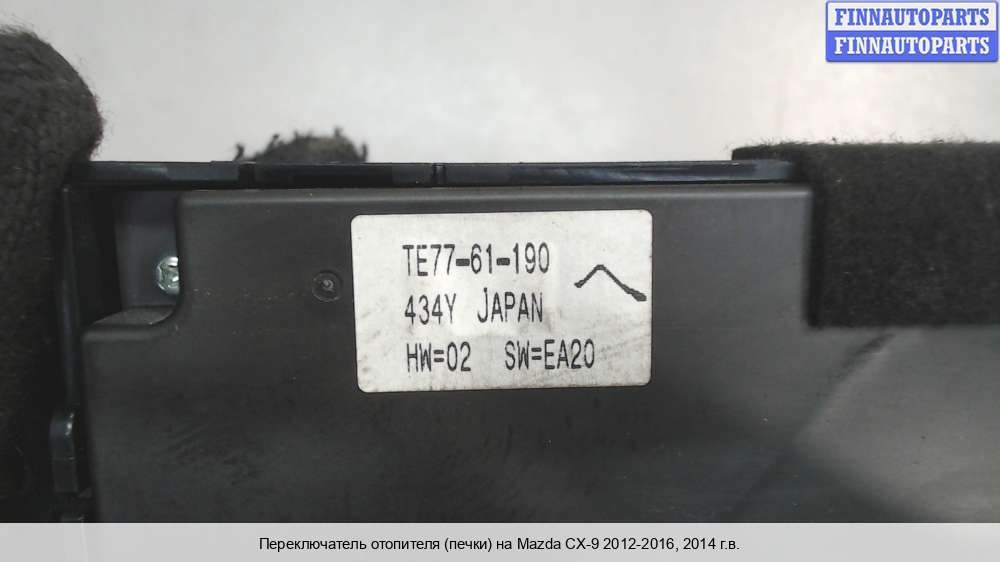 FINNAUTOPARTS
FINNAUTOPARTS
TE77-61-190
434Y JAPAN
HW=02 SW=EA20
Переключатель отопителя (печки) на Mazda CX-9 2012-2016, 2014 г.в.